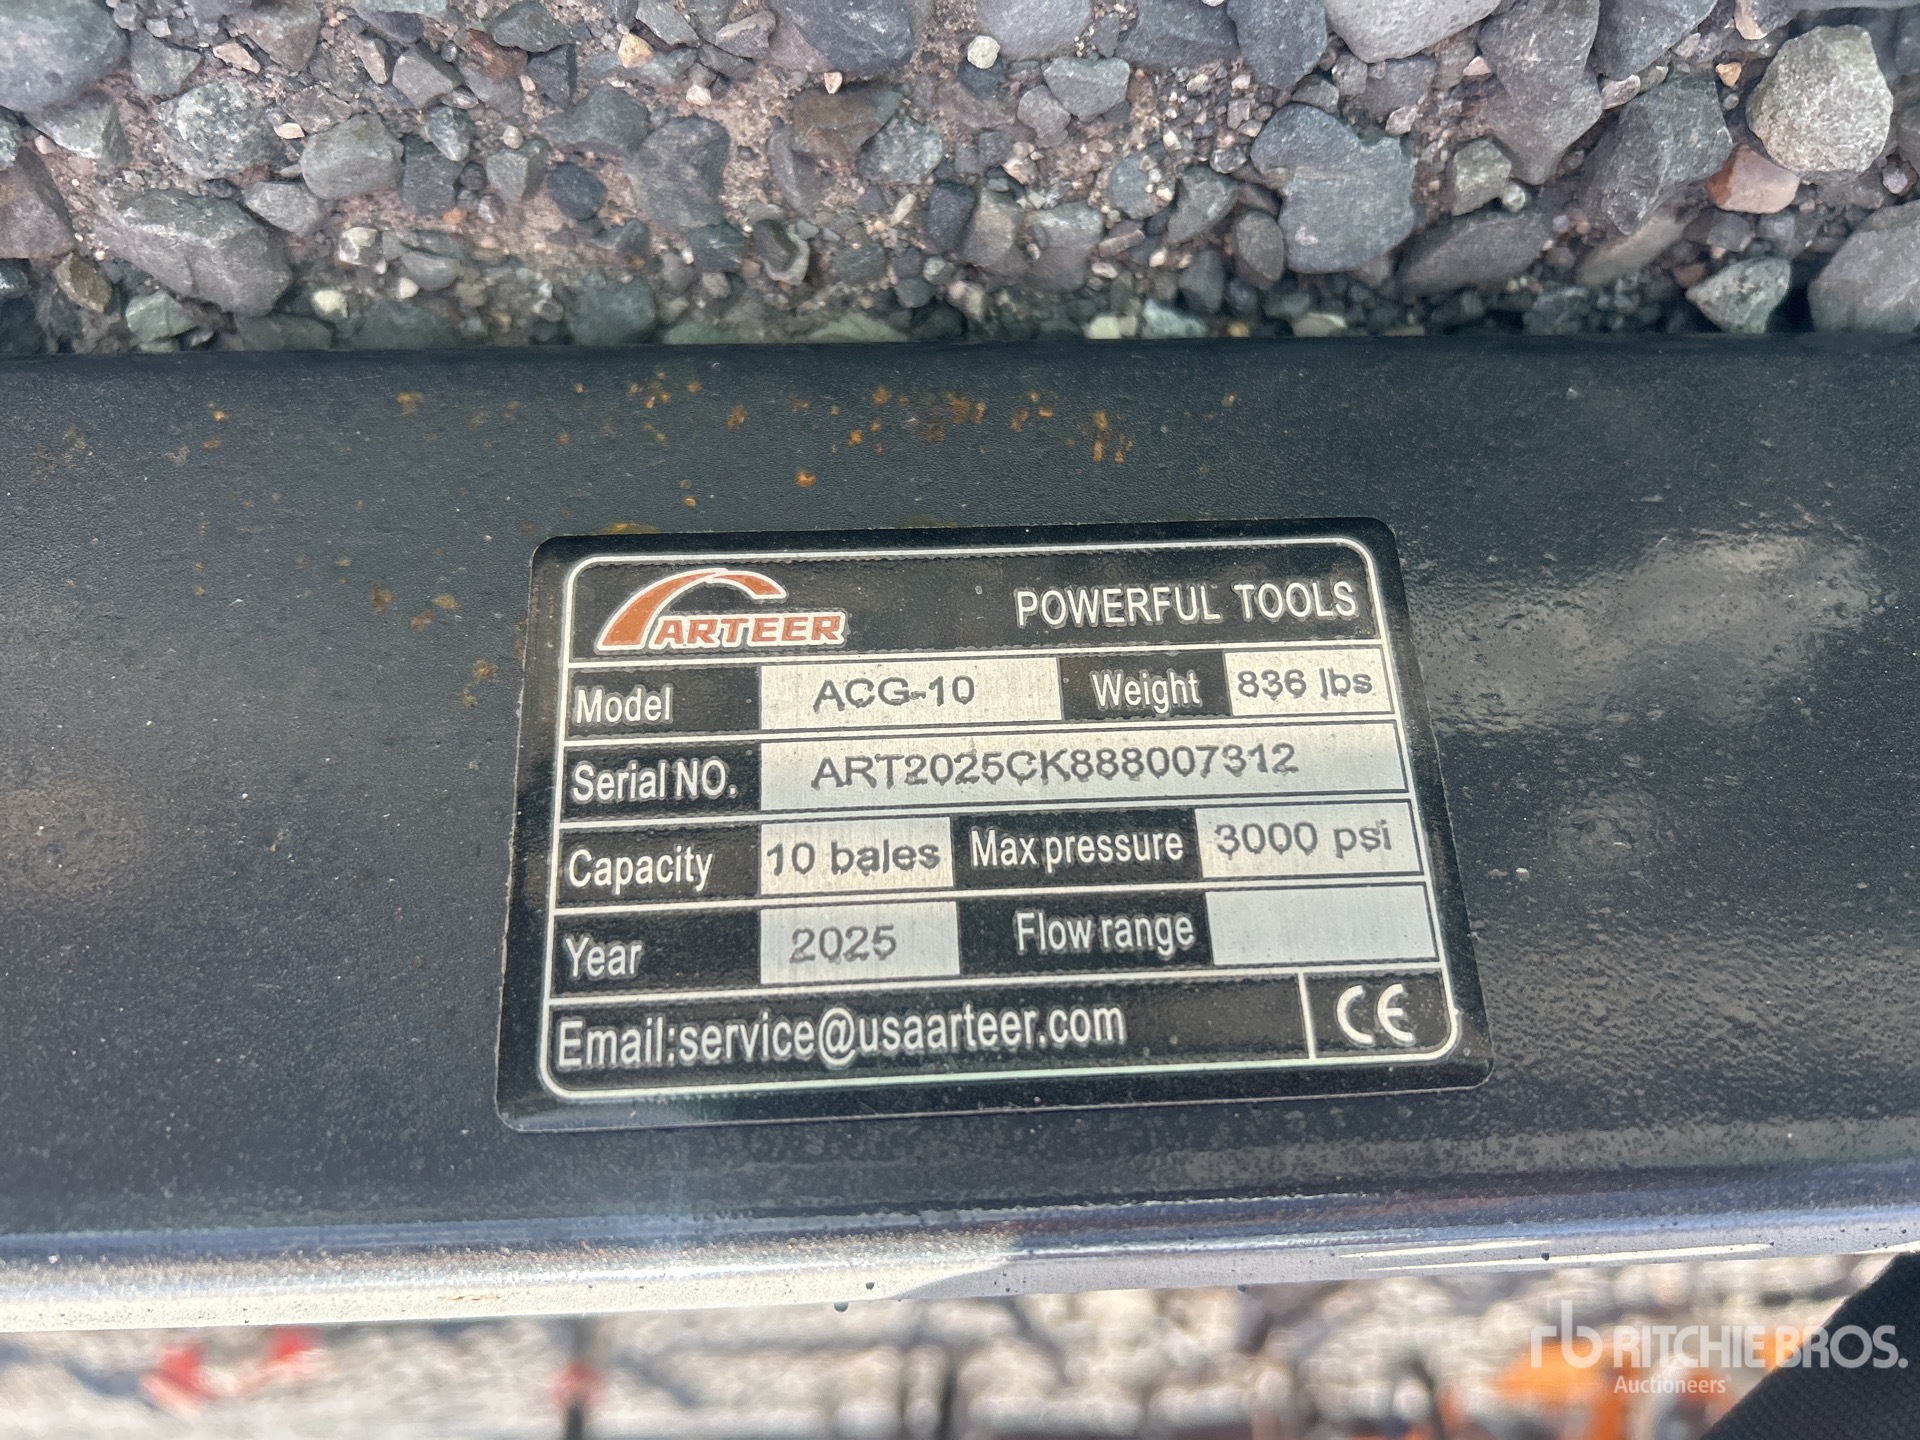 ARTEER POWERFUL TOOLS
Model ACG-10 Weight 836 lbs
Serial NO. ART2025CK888007312
Capacity 10 bales Max pressure 3000 psi
Year 2025 Flow range
Email:service@usaarteer.com CE
rb RITCHIE BROS.
Auctioneers